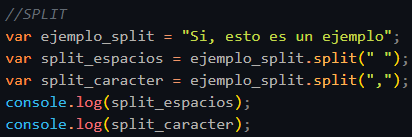 //SPLIT
var ejemplo_split = "Si, esto es un ejemplo";
var split_espacios = ejemplo_split.split(" ");
var split_caracter = ejemplo_split.split(",");
console.log(split_espacios);
console.log(split_caracter);